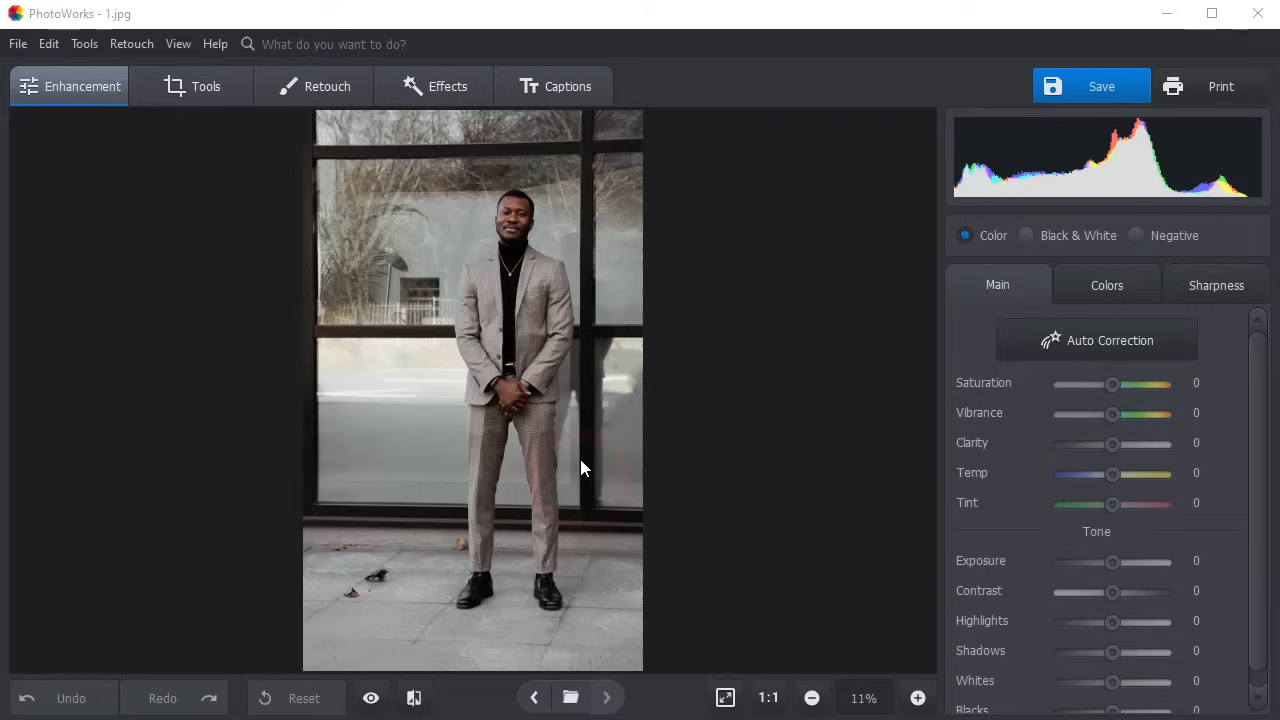 PhotoWorks - 1.jpg
File Edit Tools Retouch View Help What do you want to do?
Enhancement Tools Retouch Effects Captions Save Print
Color Black & White Negative
Main Colors Sharpness
Auto Correction
Saturation 0
Vibrance 0
Clarity 0
Temp 0
Tint 0
Tone
Exposure 0
Contrast 0
Highlights 0
Shadows 0
Whites 0
Blacks
Undo Redo Reset 1:1 11%